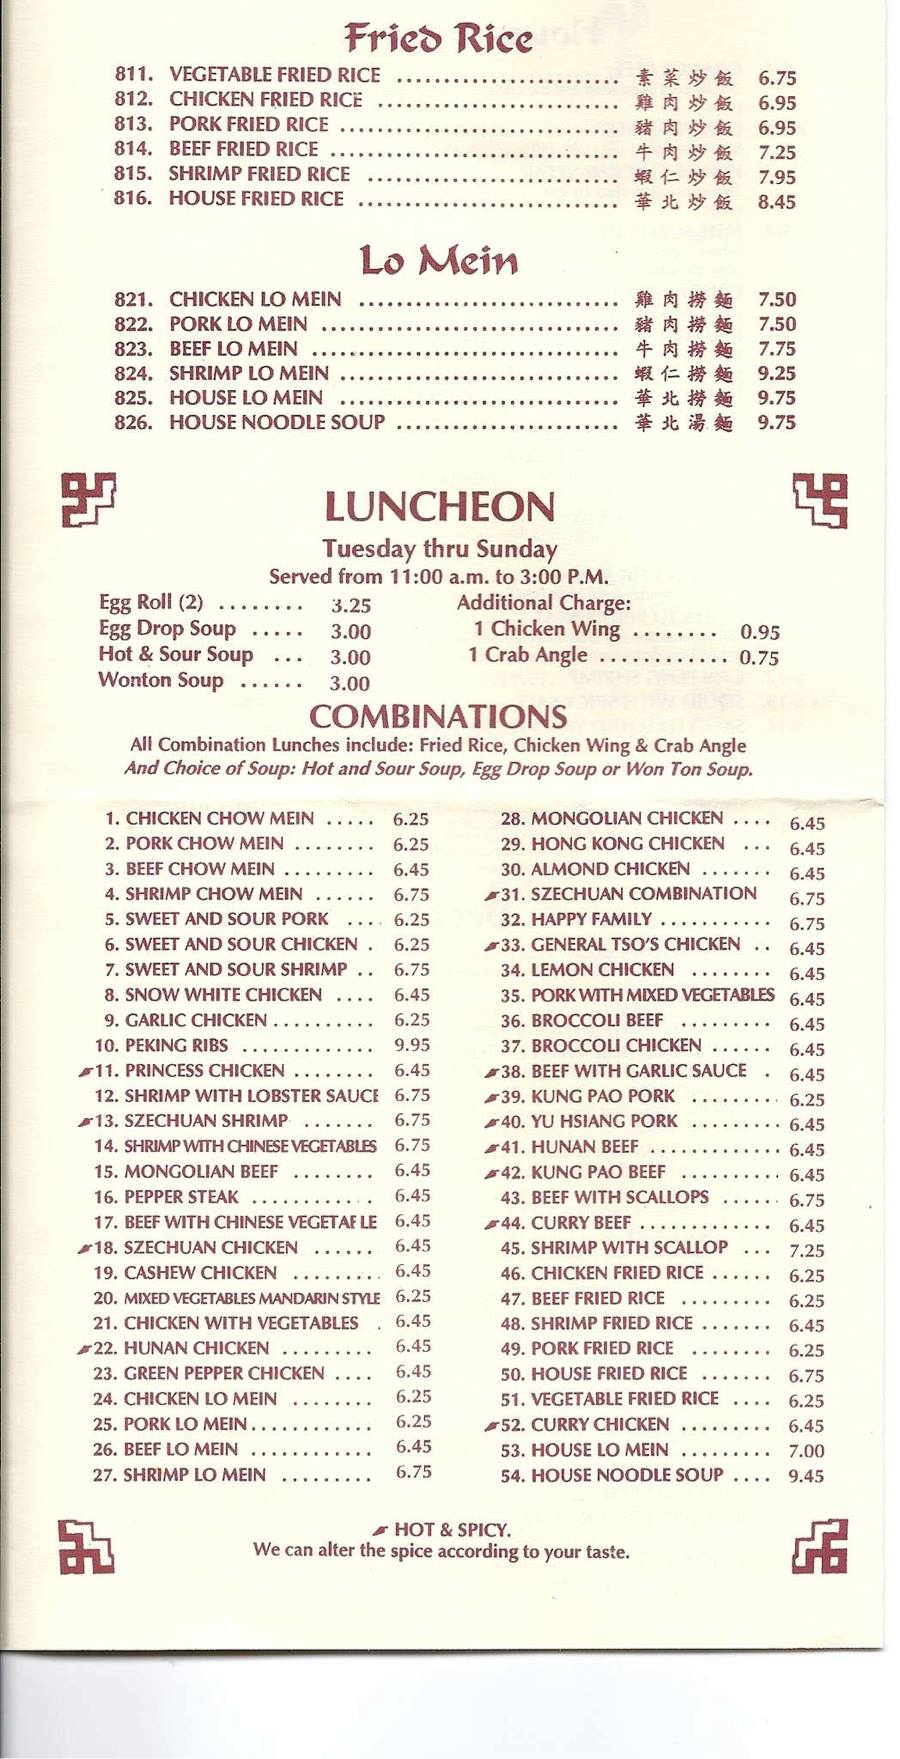 Fried Rice
811. VEGETABLE FRIED RICE ............................ 素菜炒飯 6.75
812. CHICKEN FRIED RICE .............................. 雞肉炒飯 6.95
813. PORK FRIED RICE ................................... 豬肉炒飯 6.95
814. BEEF FRIED RICE .................................... 牛肉炒飯 7.25
815. SHRIMP FRIED RICE ................................ 蝦仁炒飯 7.95
816. HOUSE FRIED RICE ................................. 華北炒飯 8.45
Lo Mein
821. CHICKEN LO MEIN ................................. 雞肉撈麵 7.50
822. PORK LO MEIN ..................................... 豬肉撈麵 7.50
823. BEEF LO MEIN ...................................... 牛肉撈麵 7.75
824. SHRIMP LO MEIN ................................... 蝦仁撈麵 9.25
825. HOUSE LO MEIN ................................... 華北撈麵 9.75
826. HOUSE NOODLE SOUP ............................ 華北湯麵 9.75
LUNCHEON
Tuesday thru Sunday
Served from 11:00 a.m. to 3:00 P.M.
Egg Roll (2) ........ 3.25
Egg Drop Soup ..... 3.00
Hot & Sour Soup ... 3.00
Wonton Soup ...... 3.00
Additional Charge:
1 Chicken Wing ........ 0.95
1 Crab Angle ............ 0.75
COMBINATIONS
All Combination Lunches include: Fried Rice, Chicken Wing & Crab Angle
And Choice of Soup: Hot and Sour Soup, Egg Drop Soup or Won Ton Soup.
1. CHICKEN CHOW MEIN ..... 6.25
2. PORK CHOW MEIN ........ 6.25
3. BEEF CHOW MEIN ......... 6.45
4. SHRIMP CHOW MEIN ...... 6.75
5. SWEET AND SOUR PORK .... 6.25
6. SWEET AND SOUR CHICKEN . 6.25
7. SWEET AND SOUR SHRIMP .. 6.75
8. SNOW WHITE CHICKEN .... 6.45
9. GARLIC CHICKEN .......... 6.25
10. PEKING RIBS ............. 9.95
11. PRINCESS CHICKEN ........ 6.45
12. SHRIMP WITH LOBSTER SAUCE 6.75
13. SZECHUAN SHRIMP ....... 6.75
14. SHRIMP WITH CHINESE VEGETABLES 6.75
15. MONGOLIAN BEEF ........ 6.45
16. PEPPER STEAK ............ 6.45
17. BEEF WITH CHINESE VEGETABLE 6.45
18. SZECHUAN CHICKEN ...... 6.45
19. CASHEW CHICKEN ......... 6.45
20. MIXED VEGETABLES MANDARIN STYLE 6.25
21. CHICKEN WITH VEGETABLES . 6.45
22. HUNAN CHICKEN ......... 6.45
23. GREEN PEPPER CHICKEN .... 6.45
24. CHICKEN LO MEIN ........ 6.25
25. PORK LO MEIN ............ 6.25
26. BEEF LO MEIN ............ 6.45
27. SHRIMP LO MEIN ......... 6.75
28. MONGOLIAN CHICKEN .... 6.45
29. HONG KONG CHICKEN ... 6.45
30. ALMOND CHICKEN ....... 6.45
31. SZECHUAN COMBINATION 6.75
32. HAPPY FAMILY ........... 6.75
33. GENERAL TSO'S CHICKEN .. 6.45
34. LEMON CHICKEN ........ 6.45
35. PORK WITH MIXED VEGETABLES 6.45
36. BROCCOLI BEEF ......... 6.45
37. BROCCOLI CHICKEN ...... 6.45
38. BEEF WITH GARLIC SAUCE . 6.45
39. KUNG PAO PORK ......... 6.25
40. YU HSIANG PORK ......... 6.45
41. HUNAN BEEF ............. 6.45
42. KUNG PAO BEEF .......... 6.45
43. BEEF WITH SCALLOPS ...... 6.75
44. CURRY BEEF ............. 6.45
45. SHRIMP WITH SCALLOP ... 7.25
46. CHICKEN FRIED RICE ...... 6.25
47. BEEF FRIED RICE ......... 6.25
48. SHRIMP FRIED RICE ....... 6.45
49. PORK FRIED RICE ........ 6.25
50. HOUSE FRIED RICE ....... 6.75
51. VEGETABLE FRIED RICE .... 6.25
52. CURRY CHICKEN ......... 6.45
53. HOUSE LO MEIN ......... 7.00
54. HOUSE NOODLE SOUP .... 9.45
HOT & SPICY.
We can alter the spice according to your taste.